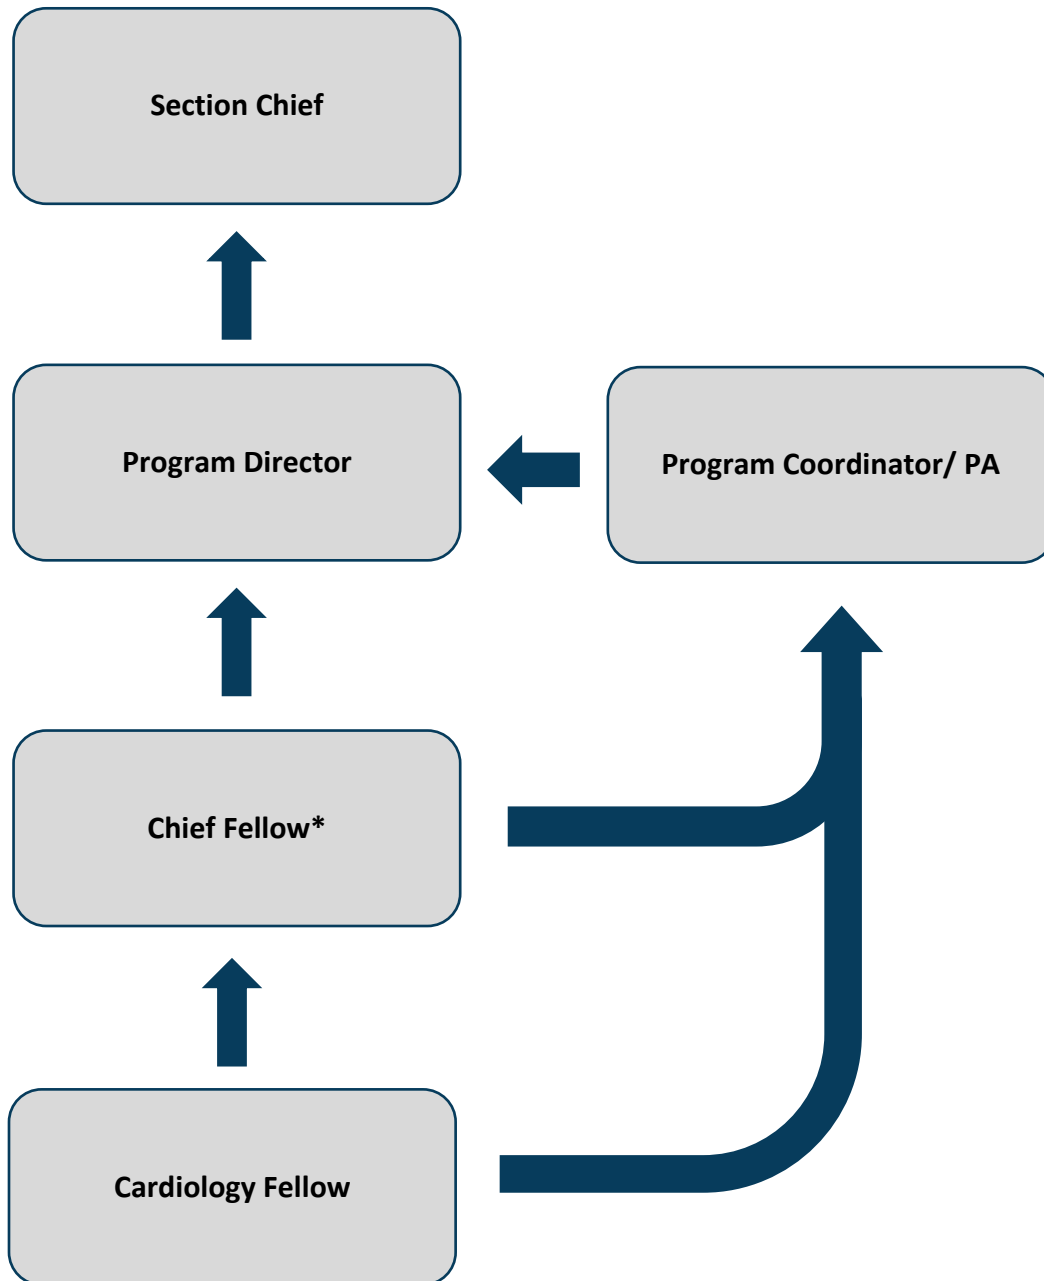 Section Chief
Program Director
Program Coordinator/ PA
Chief Fellow*
Cardiology Fellow